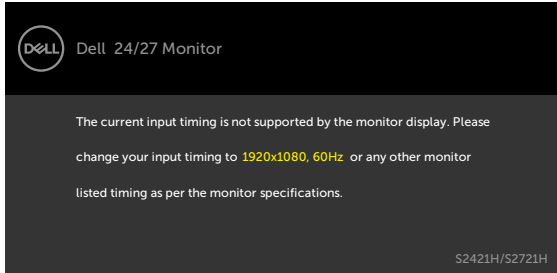 DELL
Dell 24/27 Monitor
The current input timing is not supported by the monitor display. Please
change your input timing to 1920x1080, 60Hz or any other monitor
listed timing as per the monitor specifications.
S2421H/S2721H